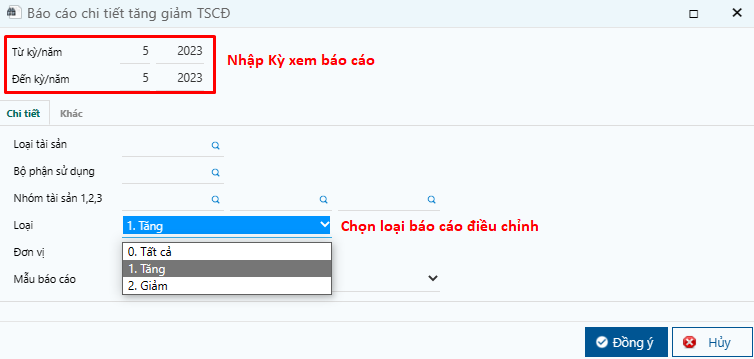 Báo cáo chi tiết tăng giảm TSCĐ
Từ kỳ/năm 5 2023
Nhập Kỳ xem báo cáo
Đến kỳ/năm 5 2023
Chi tiết Khác
Loại tài sản
Bộ phận sử dụng
Nhóm tài sản 1,2,3
Loại 1. Tăng
Chọn loại báo cáo điều chỉnh
Đơn vị
0. Tất cả
1. Tăng
Mẫu báo cáo
2. Giảm
Đồng ý Hủy